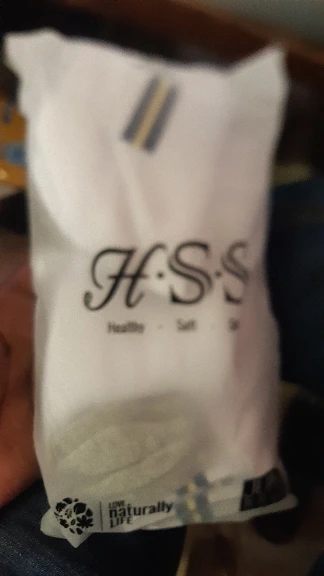 H·S·S
Healthy · Soft ·
LOVE
naturally
LIFE